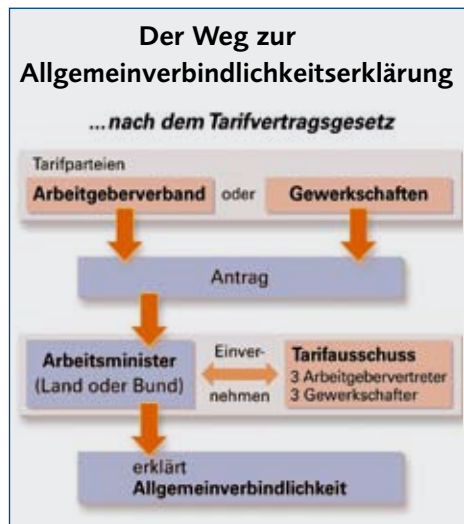 Der Weg zur
Allgemeinverbindlichkeitserklärung
...nach dem Tarifvertragsgesetz
Tarifparteien
Arbeitgeberverband oder Gewerkschaften
Antrag
Arbeitsminister
(Land oder Bund)
Einver-
nehmen
Tarifausschuss
3 Arbeitgebervertreter
3 Gewerkschafter
erklärt
Allgemeinverbindlichkeit